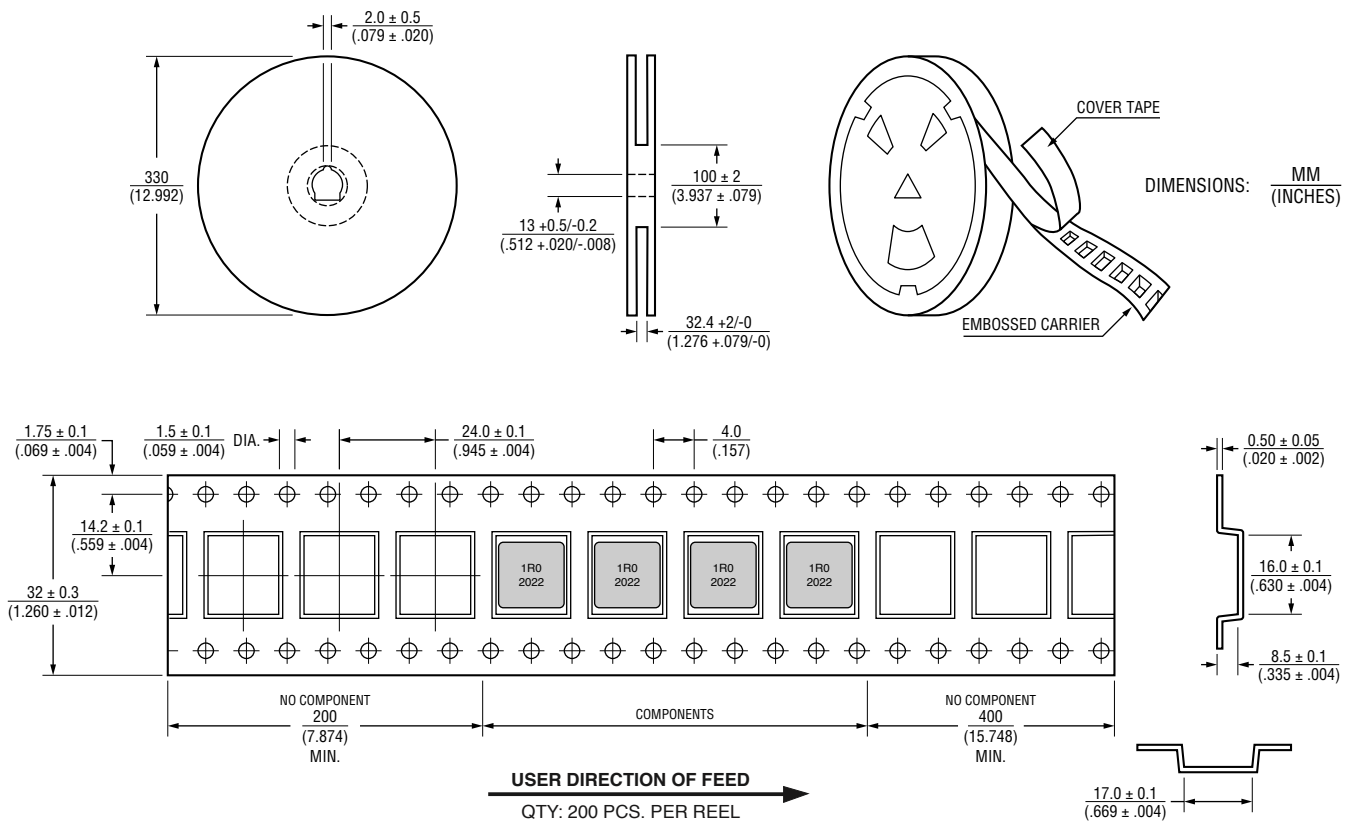 2.0 ± 0.5
(.079 ± .020)
330
(12.992)
13 +0.5/-0.2
(.512 +.020/-.008)
100 ± 2
(3.937 ± .079)
32.4 +2/-0
(1.276 +.079/-0)
COVER TAPE
EMBOSSED CARRIER
DIMENSIONS: MM
(INCHES)
1.75 ± 0.1
(.069 ± .004)
1.5 ± 0.1
(.059 ± .004)
DIA.
24.0 ± 0.1
(.945 ± .004)
4.0
(.157)
0.50 ± 0.05
(.020 ± .002)
14.2 ± 0.1
(.559 ± .004)
32 ± 0.3
(1.260 ± .012)
1R0
2022
1R0
2022
1R0
2022
1R0
2022
16.0 ± 0.1
(.630 ± .004)
8.5 ± 0.1
(.335 ± .004)
NO COMPONENT
200
(7.874)
MIN.
COMPONENTS
NO COMPONENT
400
(15.748)
MIN.
USER DIRECTION OF FEED
QTY: 200 PCS. PER REEL
17.0 ± 0.1
(.669 ± .004)